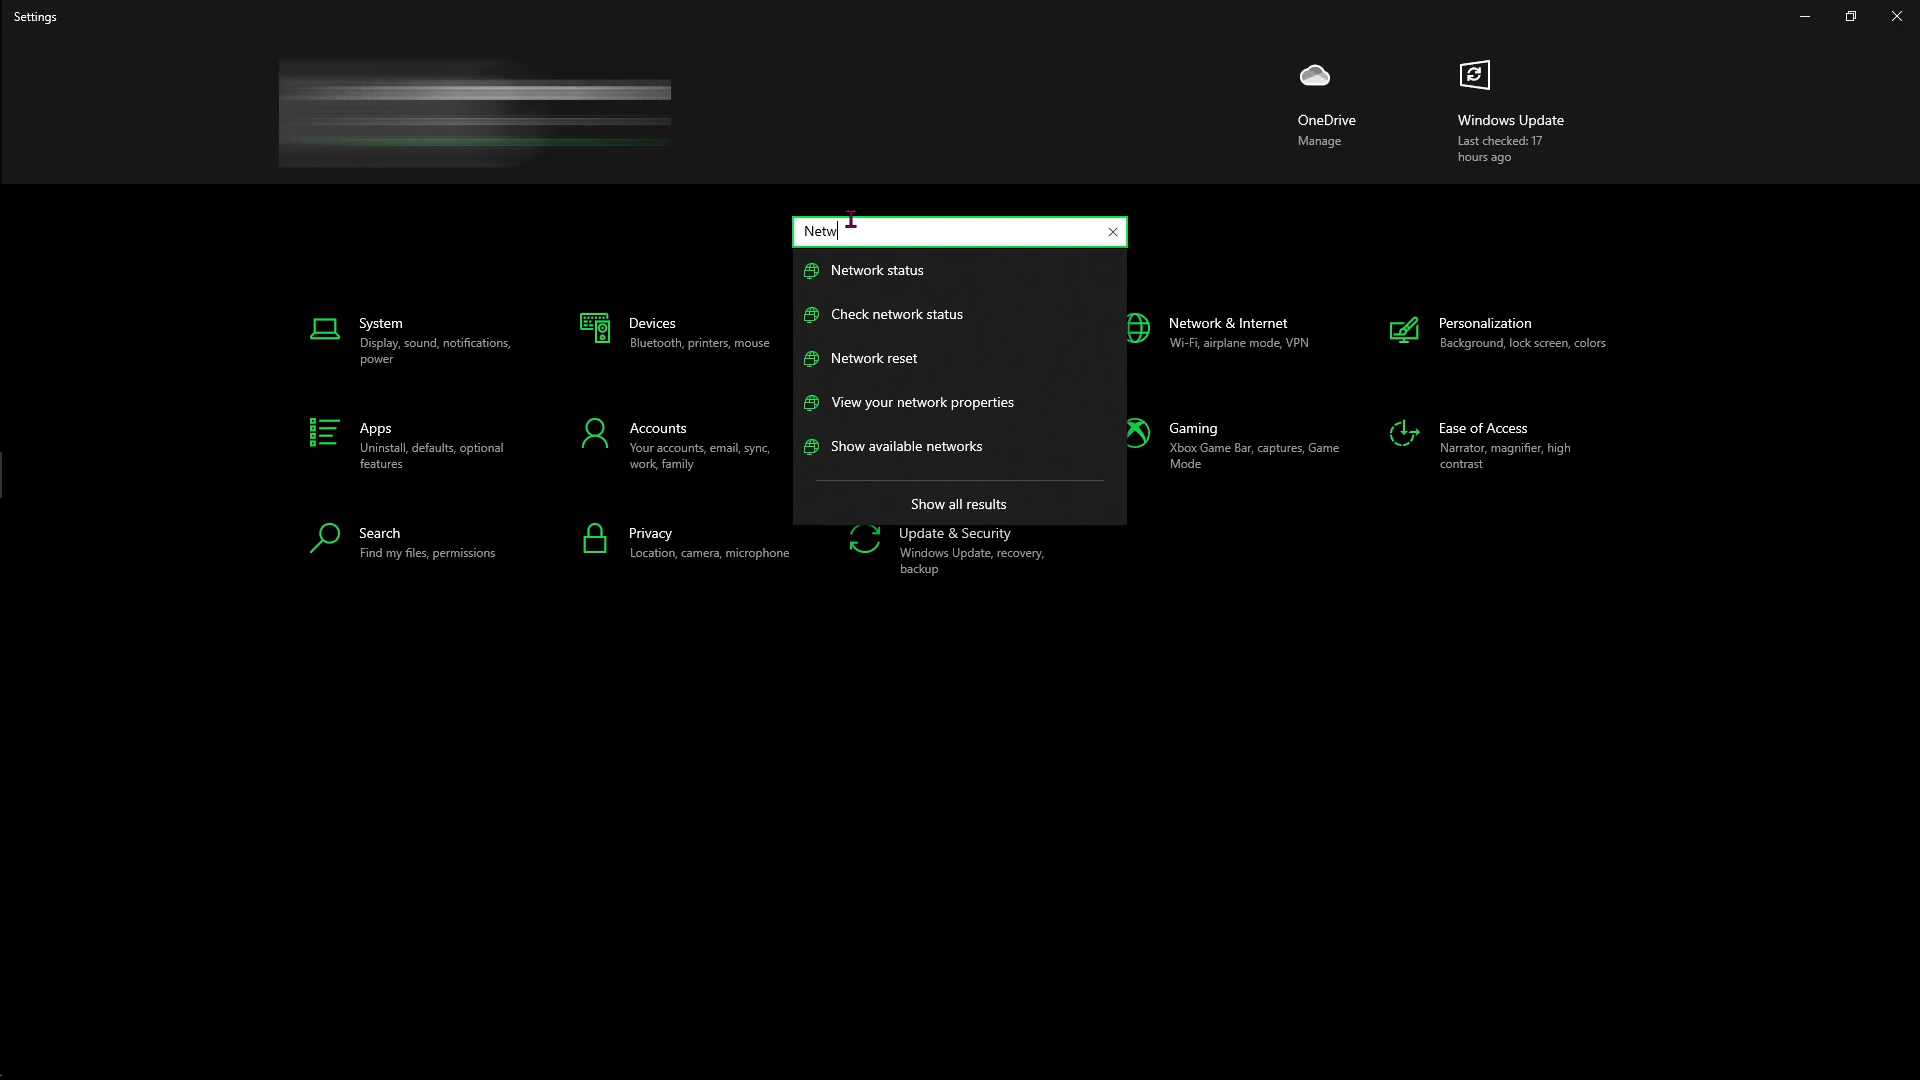 Settings
OneDrive
Manage
Windows Update
Last checked: 17
hours ago
Netw
Network status
Check network status
Network reset
View your network properties
Show available networks
Show all results
System
Display, sound, notifications,
power
Devices
Bluetooth, printers, mouse
Network & Internet
Wi-Fi, airplane mode, VPN
Personalization
Background, lock screen, colors
Apps
Uninstall, defaults, optional
features
Accounts
Your accounts, email, sync,
work, family
Gaming
Xbox Game Bar, captures, Game
Mode
Ease of Access
Narrator, magnifier, high
contrast
Search
Find my files, permissions
Privacy
Location, camera, microphone
Update & Security
Windows Update, recovery,
backup